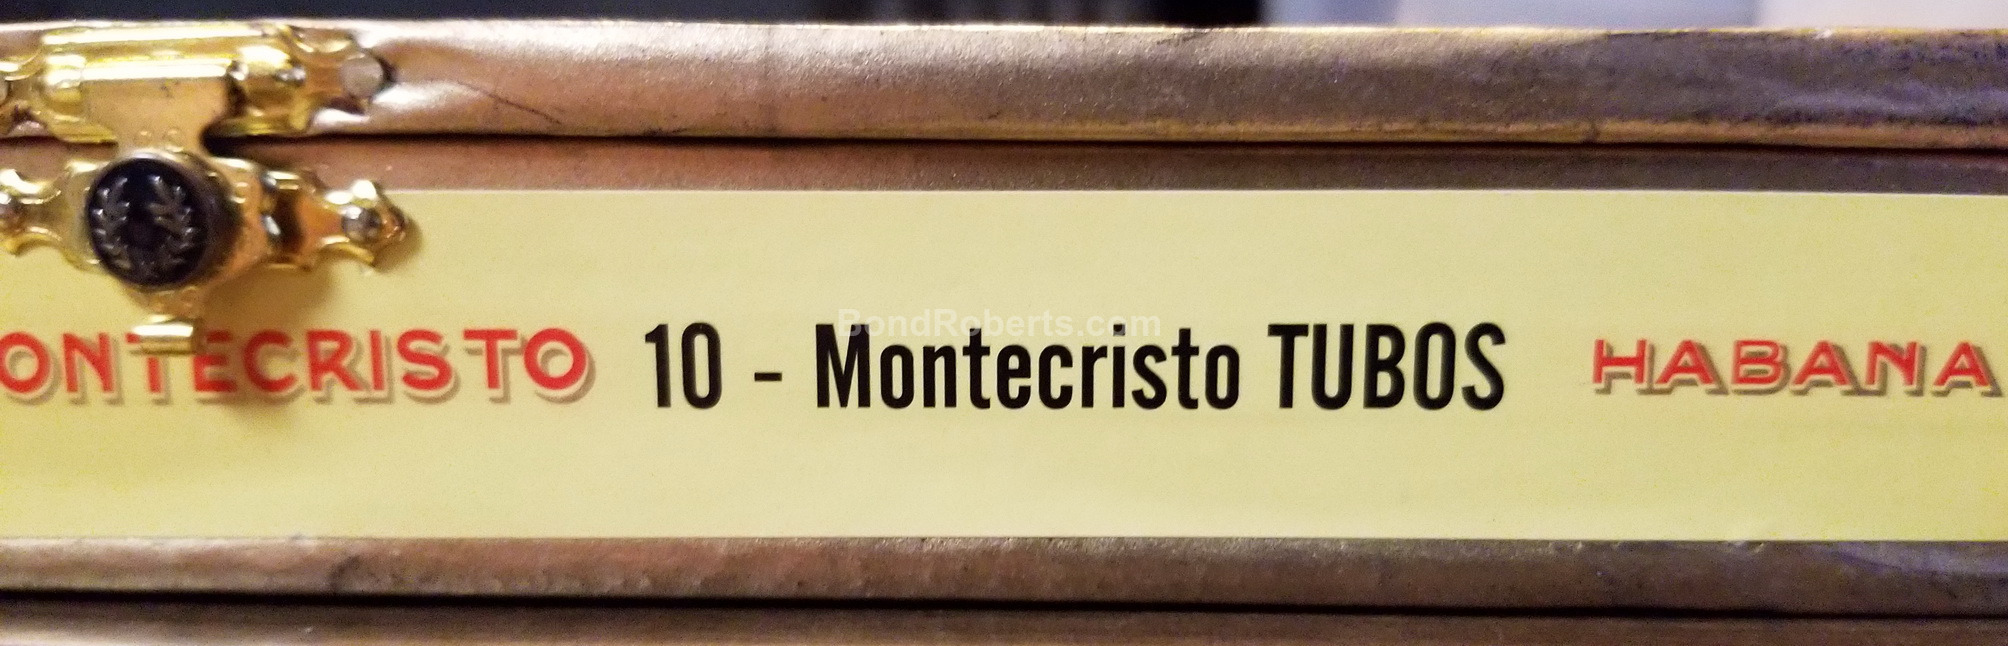 ONTECRISTO 10 - Montecristo TUBOS HABANA
BondRoberts.com